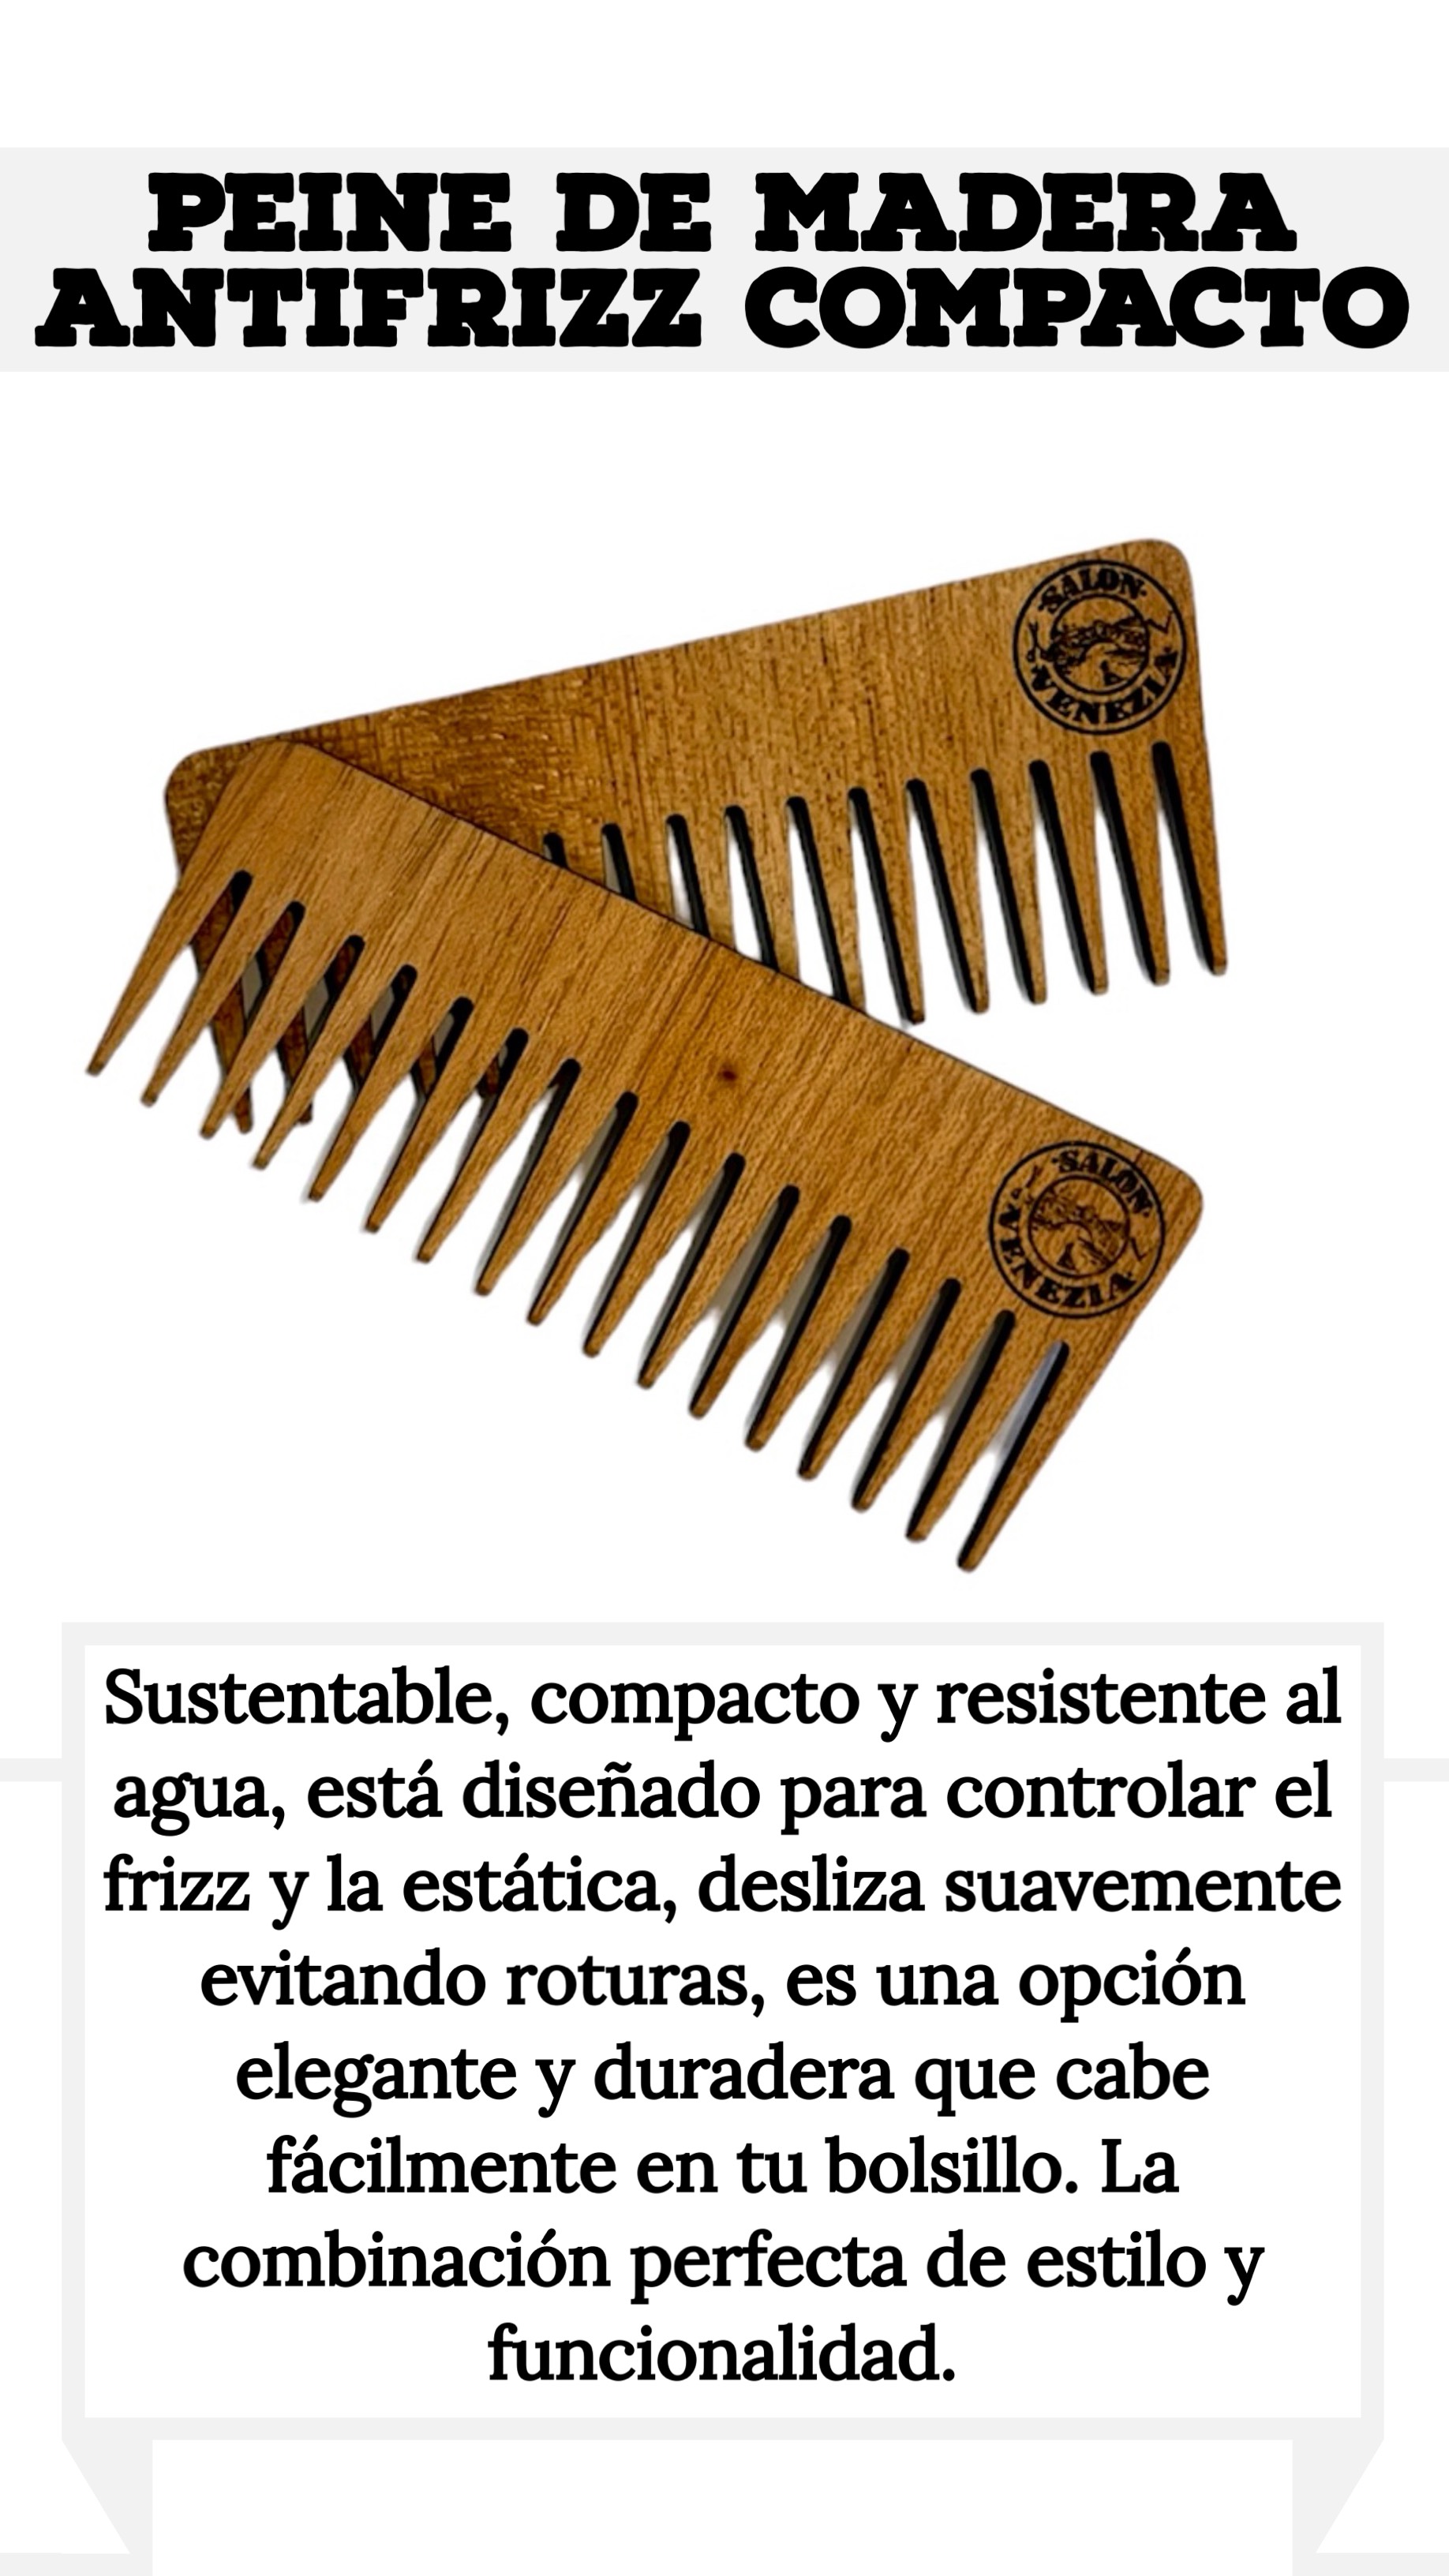 PEINE DE MADERA
ANTIFRIZZ COMPACTO
SALON
VENEZIA
SALON
VENEZIA
Sustentable, compacto y resistente al
agua, está diseñado para controlar el
frizz y la estática, desliza suavemente
evitando roturas, es una opción
elegante y duradera que cabe
fácilmente en tu bolsillo. La
combinación perfecta de estilo y
funcionalidad.